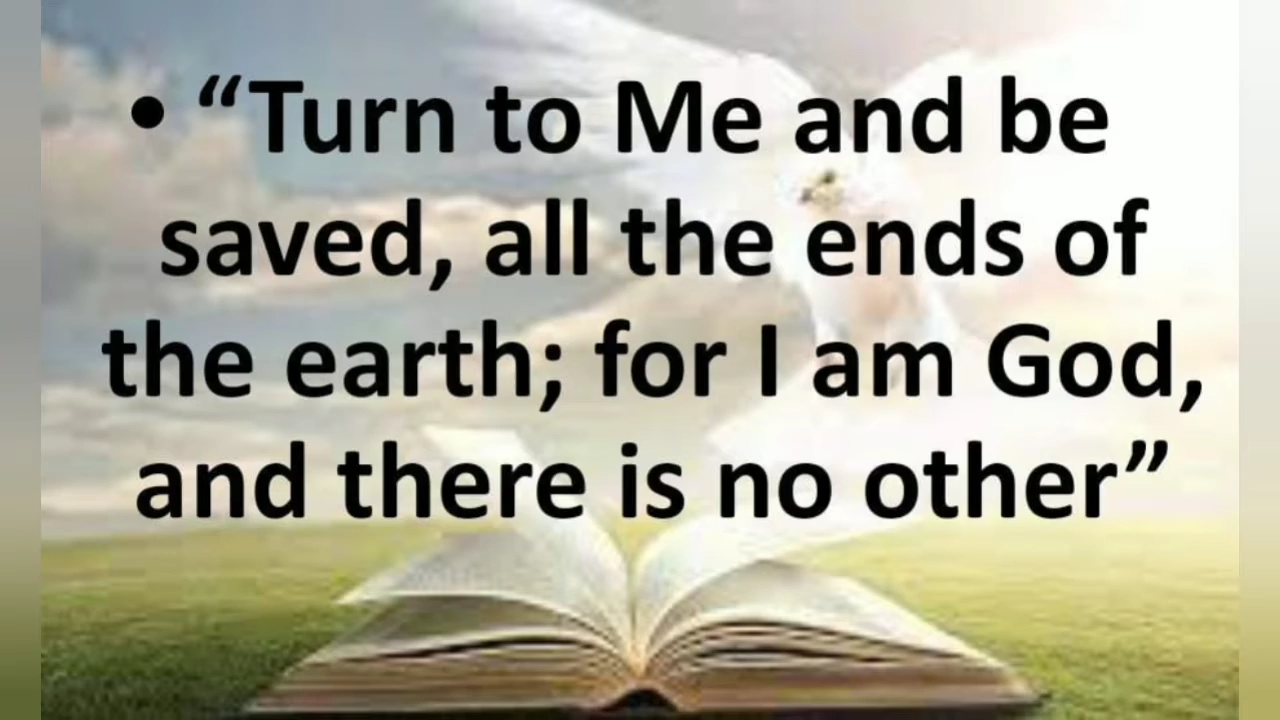 • “Turn to Me and be
saved, all the ends of
the earth; for I am God,
and there is no other”